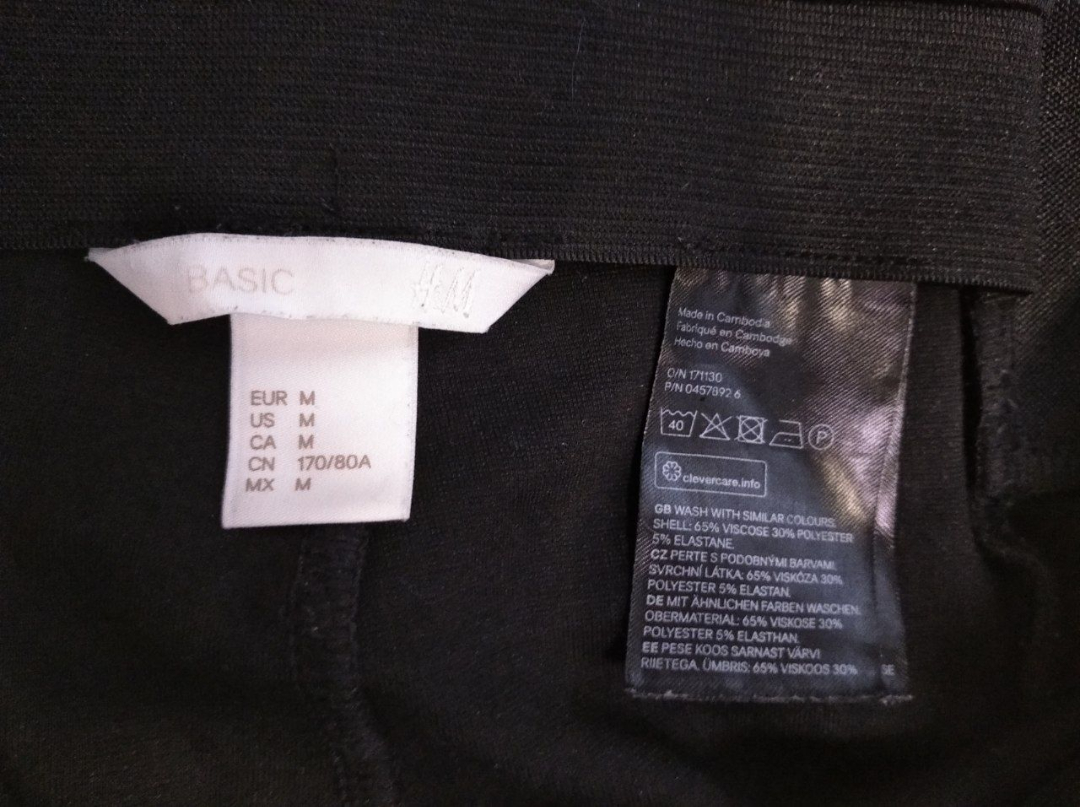 BASIC H&M
EUR M
US M
CA M
CN 170/80A
MX M
Made in Cambodia
Fabriqué en Cambodge
Hecho en Camboya
O/N 171130
P/N 0457892 6
40 P
clevercare.info
GB WASH WITH SIMILAR COLOURS.
SHELL: 65% VISCOSE 30% POLYESTER
5% ELASTANE.
CZ PERTE S PODOBNÝMI BARVAMI.
SVRCHNÍ LÁTKA: 65% VISKÓZA 30%
POLYESTER 5% ELASTAN.
DE MIT ÄHNLICHEN FARBEN WASCHEN.
OBERMATERIAL: 65% VISKOSE 30%
POLYESTER 5% ELASTHAN.
EE PESE KOOS SARNAST VÄRVI
RIIETEGA. ÜMBRIS: 65% VISKOOS 30%
SE